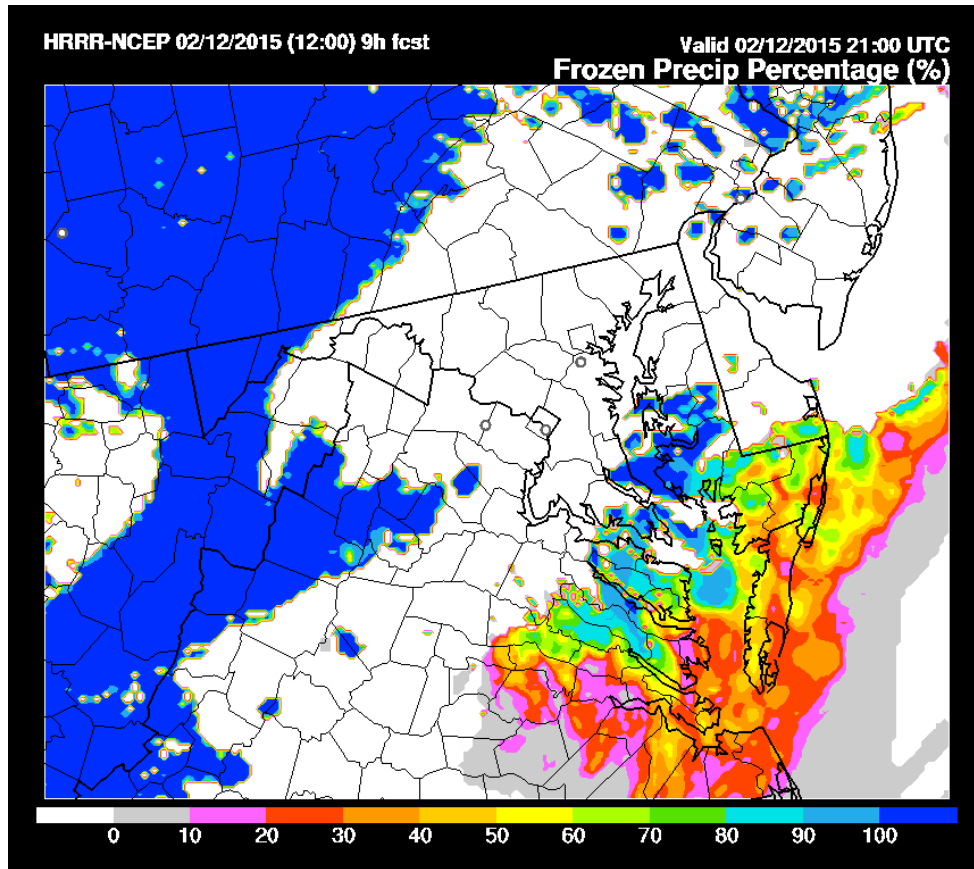 HRRR-NCEP 02/12/2015 (12:00) 9h fcst
Valid 02/12/2015 21:00 UTC
Frozen Precip Percentage (%)
0 10 20 30 40 50 60 70 80 90 100